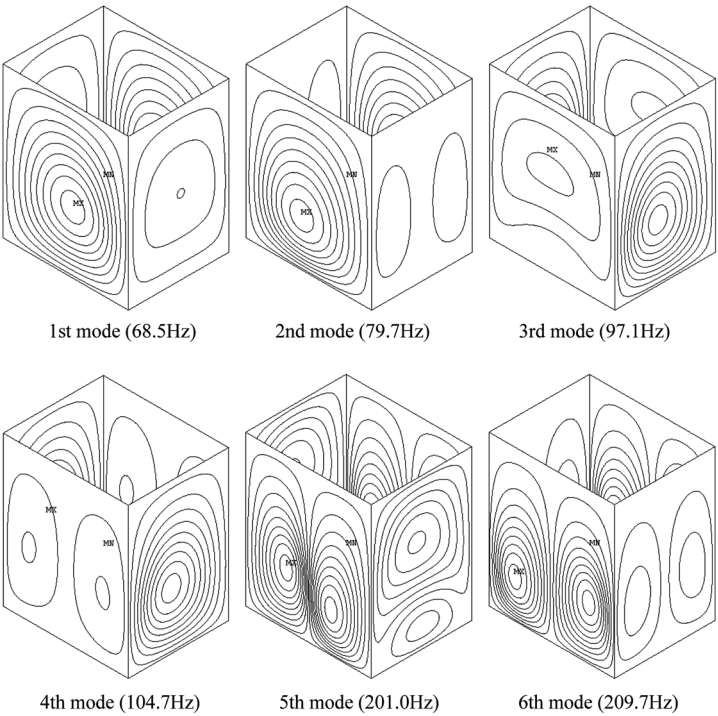 MN
MX
MN
MX
MX
MN
1st mode (68.5Hz)
2nd mode (79.7Hz)
3rd mode (97.1Hz)
MX
MN
MN
MX
MN
MX
4th mode (104.7Hz)
5th mode (201.0Hz)
6th mode (209.7Hz)